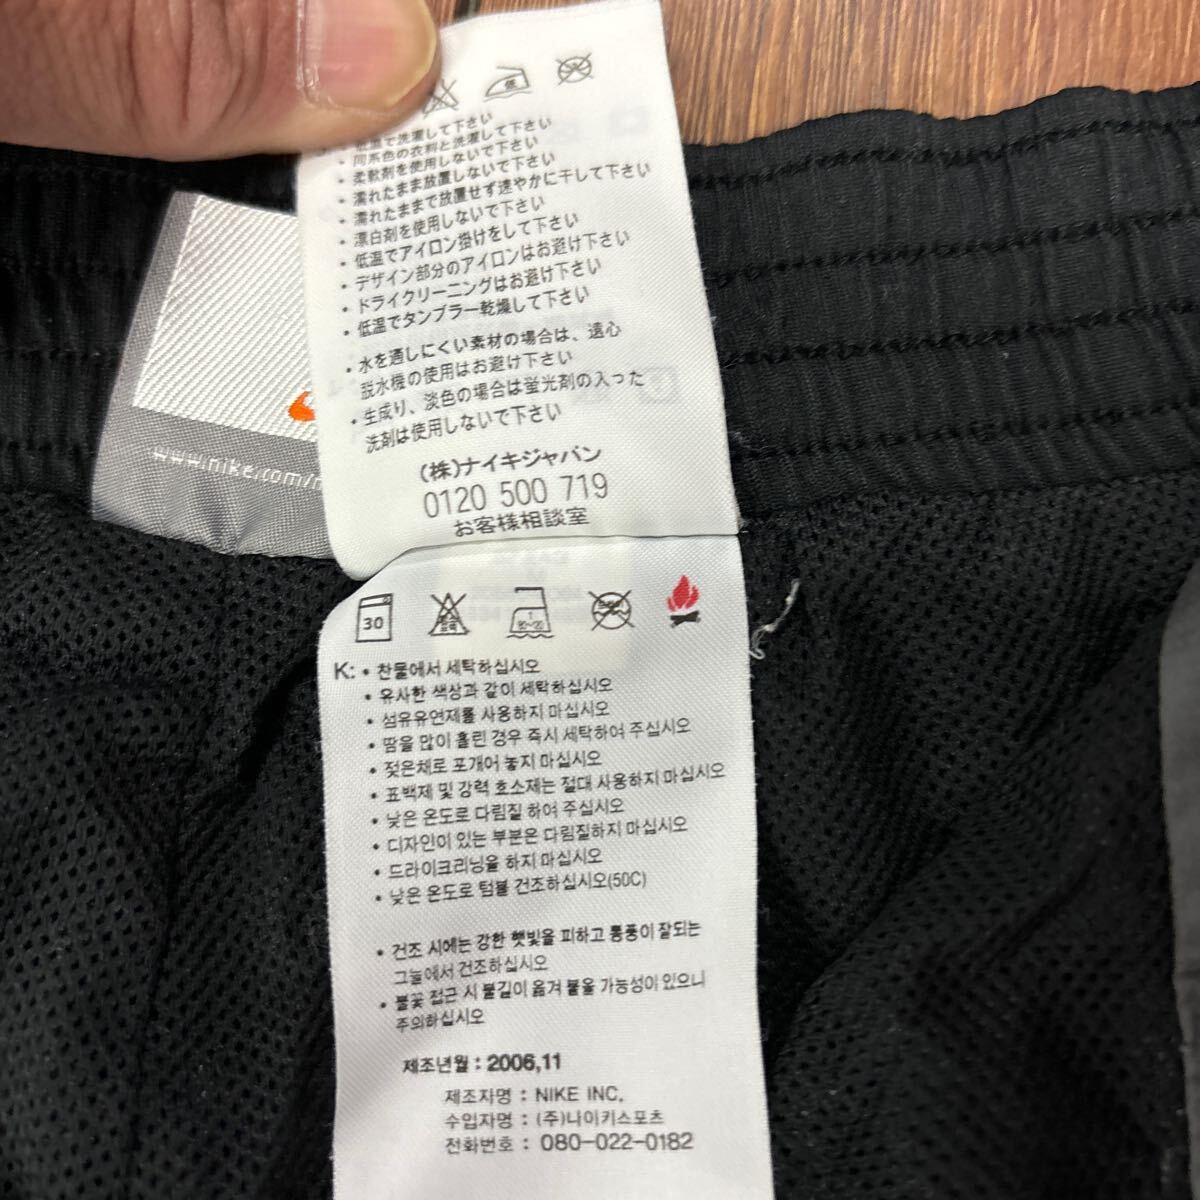 低
・低温で洗濯して下さい
・同系色の衣料と洗濯して下さい
・柔軟剤を使用しないで下さい
・濡れたまま放置しないで下さい
・濡れたままで放置せず速やかに干して下さい
・漂白剤を使用しないで下さい
・低温でアイロン掛けをして下さい
・デザイン部分のアイロンはお避け下さい
・ドライクリーニングはお避け下さい
・低温でタンブラー乾燥して下さい
・水を通しにくい素材の場合は、遠心
脱水機の使用はお避け下さい
・生成り、淡色の場合は蛍光剤の入った
洗剤は使用しないで下さい
(株)ナイキジャパン
0120 500 719
お客様相談室
www.nike.com/
30
K: • 찬물에서 세탁하십시오
• 유사한 색상과 같이 세탁하십시오
• 섬유유연제를 사용하지 마십시오
• 땀을 많이 흘린 경우 즉시 세탁하여 주십시오
• 젖은채로 포개어 놓지 마십시오
• 표백제 및 강력 효소제는 절대 사용하지 마십시오
• 낮은 온도로 다림질 하여 주십시오
• 디자인이 있는 부분은 다림질하지 마십시오
• 드라이크리닝을 하지 마십시오
• 낮은 온도로 텀블 건조하십시오(50C)
• 건조 시에는 강한 햇빛을 피하고 통풍이 잘되는
그늘에서 건조하십시오
• 불꽃 접근 시 불길이 옮겨 붙을 가능성이 있으니
주의하십시오
제조년월 : 2006,11
제조자명 : NIKE INC.
수입자명 : (주)나이키스포츠
전화번호 : 080-022-0182